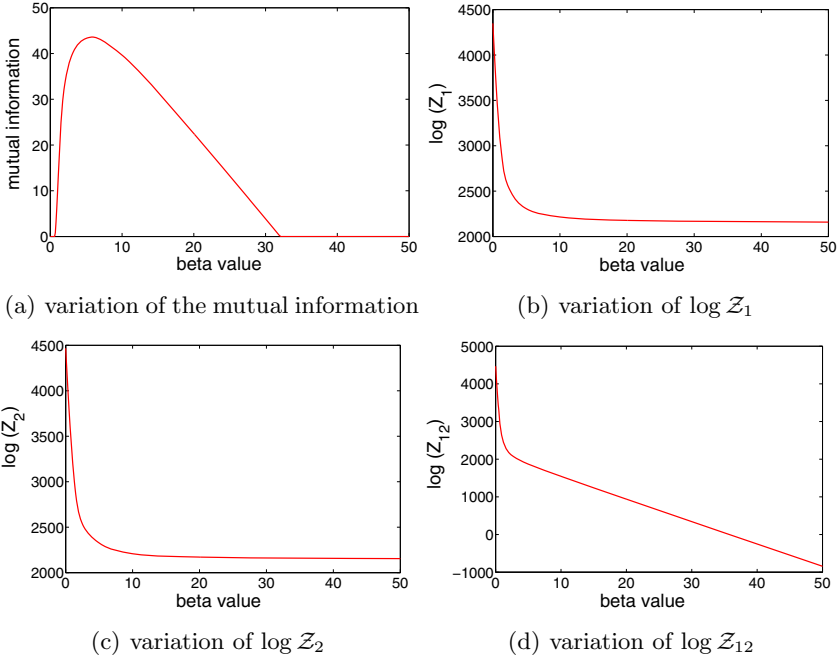 50
40
30
20
10
0
mutual information
0 10 20 30 40 50
beta value
(a) variation of the mutual information
4500
4000
3500
3000
2500
2000
log (Z₁)
0 10 20 30 40 50
beta value
(b) variation of log 𝒵₁
4500
4000
3500
3000
2500
2000
log (Z₂)
0 10 20 30 40 50
beta value
(c) variation of log 𝒵₂
5000
4000
3000
2000
1000
0
−1000
log (Z₁₂)
0 10 20 30 40 50
beta value
(d) variation of log 𝒵₁₂